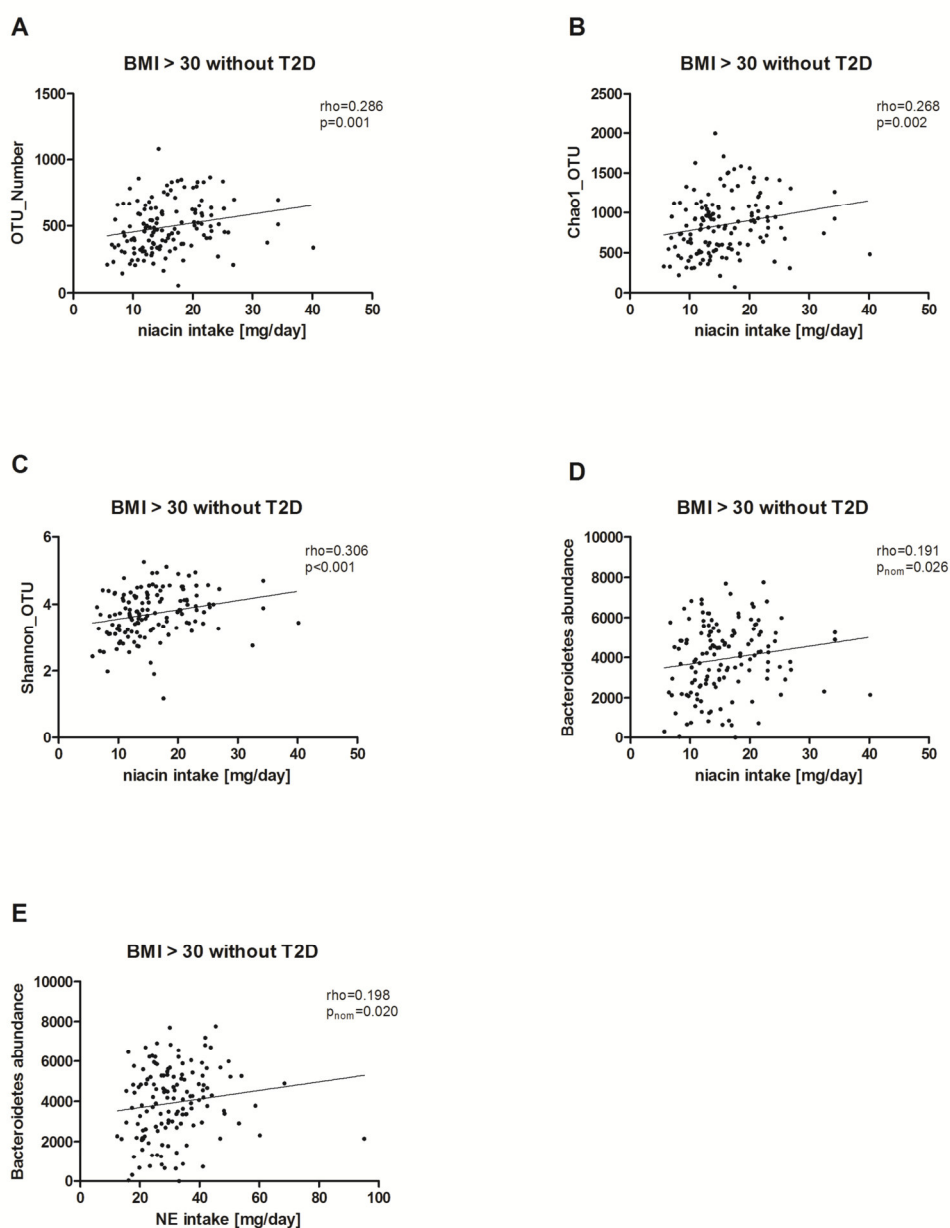 A
BMI > 30 without T2D
rho=0.286
p=0.001
1500
1000
500
0
OTU_Number
0 10 20 30 40 50
niacin intake [mg/day]
B
BMI > 30 without T2D
rho=0.268
p=0.002
2500
2000
1500
1000
500
0
Chao1_OTU
0 10 20 30 40 50
niacin intake [mg/day]
C
BMI > 30 without T2D
rho=0.306
p<0.001
6
4
2
0
Shannon_OTU
0 10 20 30 40 50
niacin intake [mg/day]
D
BMI > 30 without T2D
rho=0.191
pnom=0.026
10000
8000
6000
4000
2000
0
Bacteroidetes abundance
0 10 20 30 40 50
niacin intake [mg/day]
E
BMI > 30 without T2D
rho=0.198
pnom=0.020
10000
8000
6000
4000
2000
0
Bacteroidetes abundance
0 20 40 60 80 100
NE intake [mg/day]